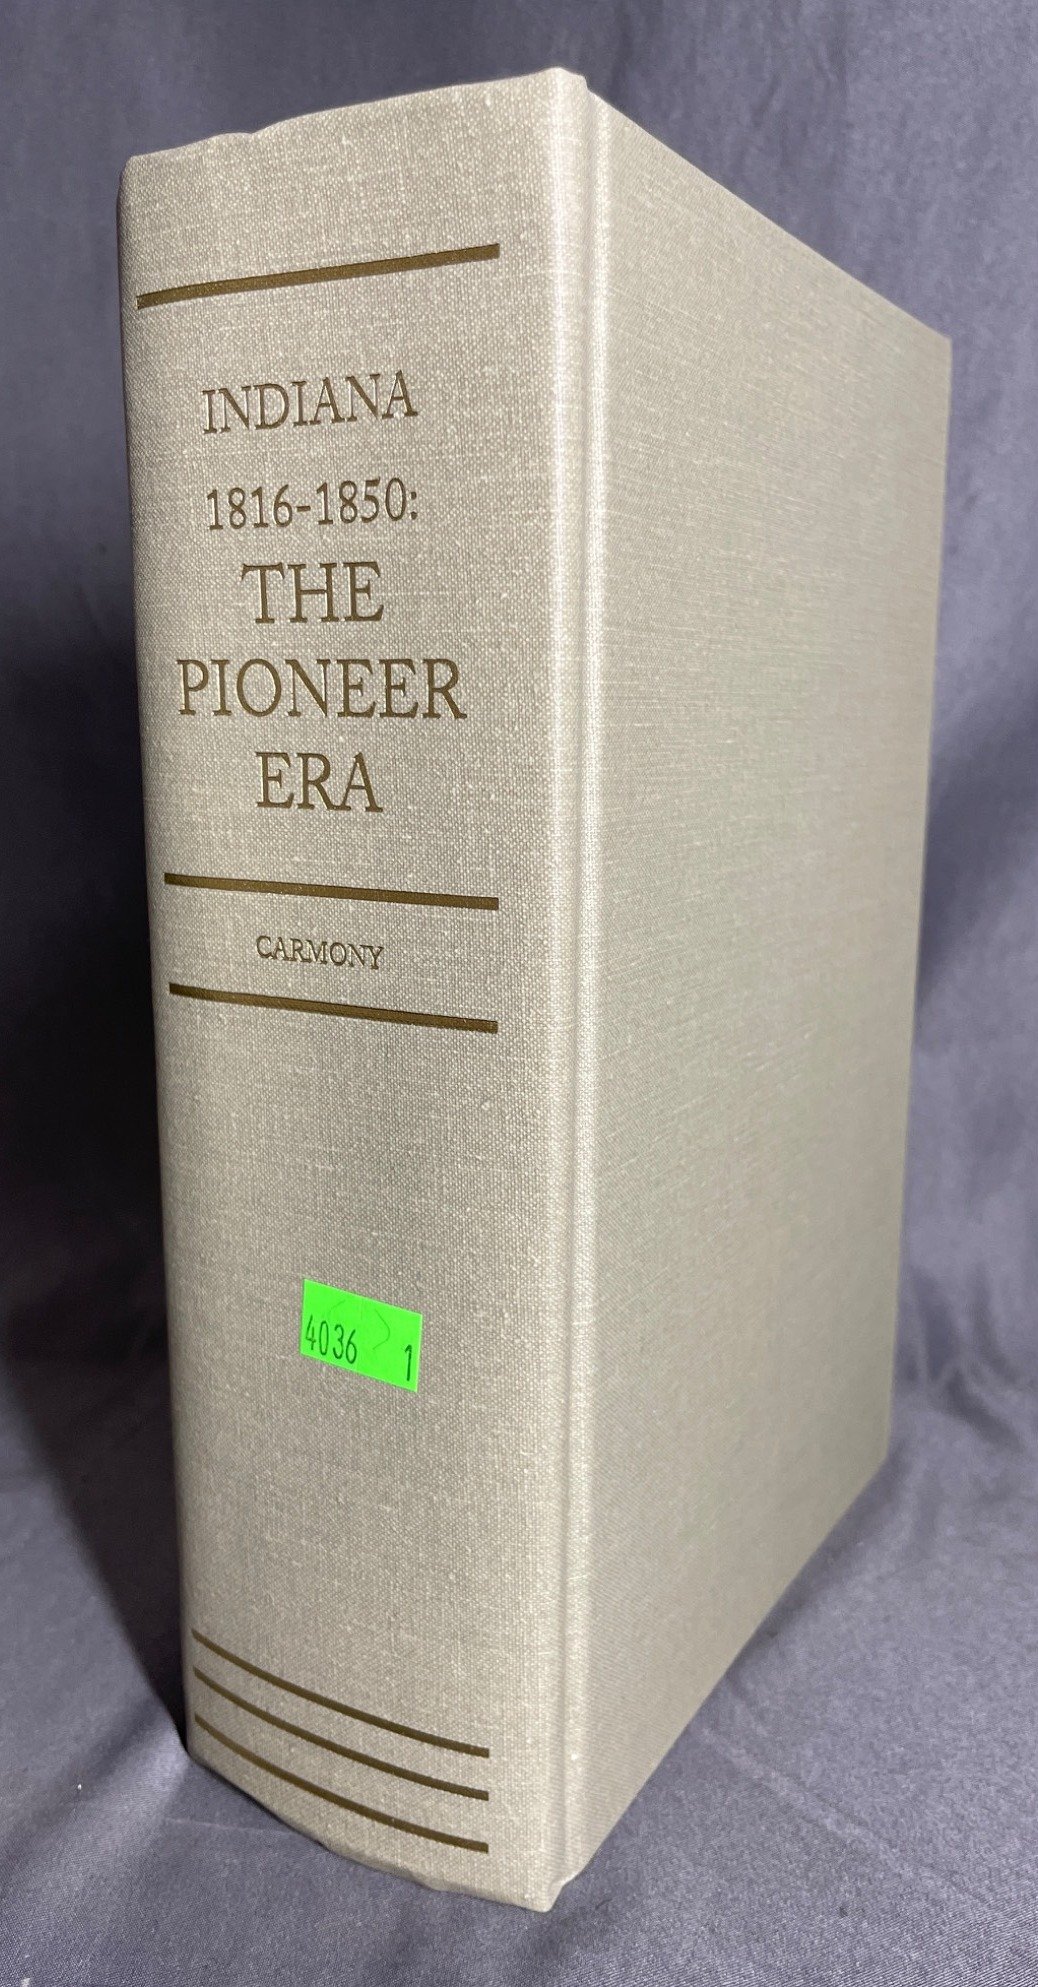 INDIANA
1816-1850:
THE
PIONEER
ERA
CARMONY
4036 1